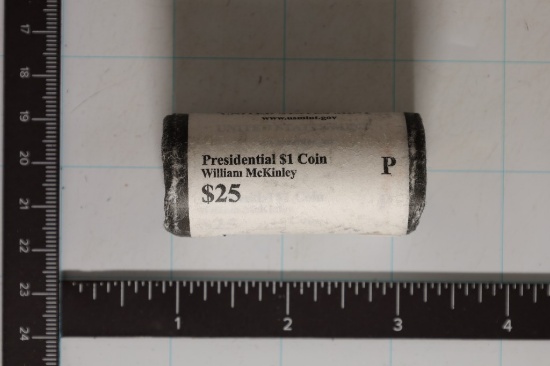 www.usmint.gov
Presidential $1 Coin
William McKinley
$25
P
17
18
19
20
21
22
23
24
1 2 3 4